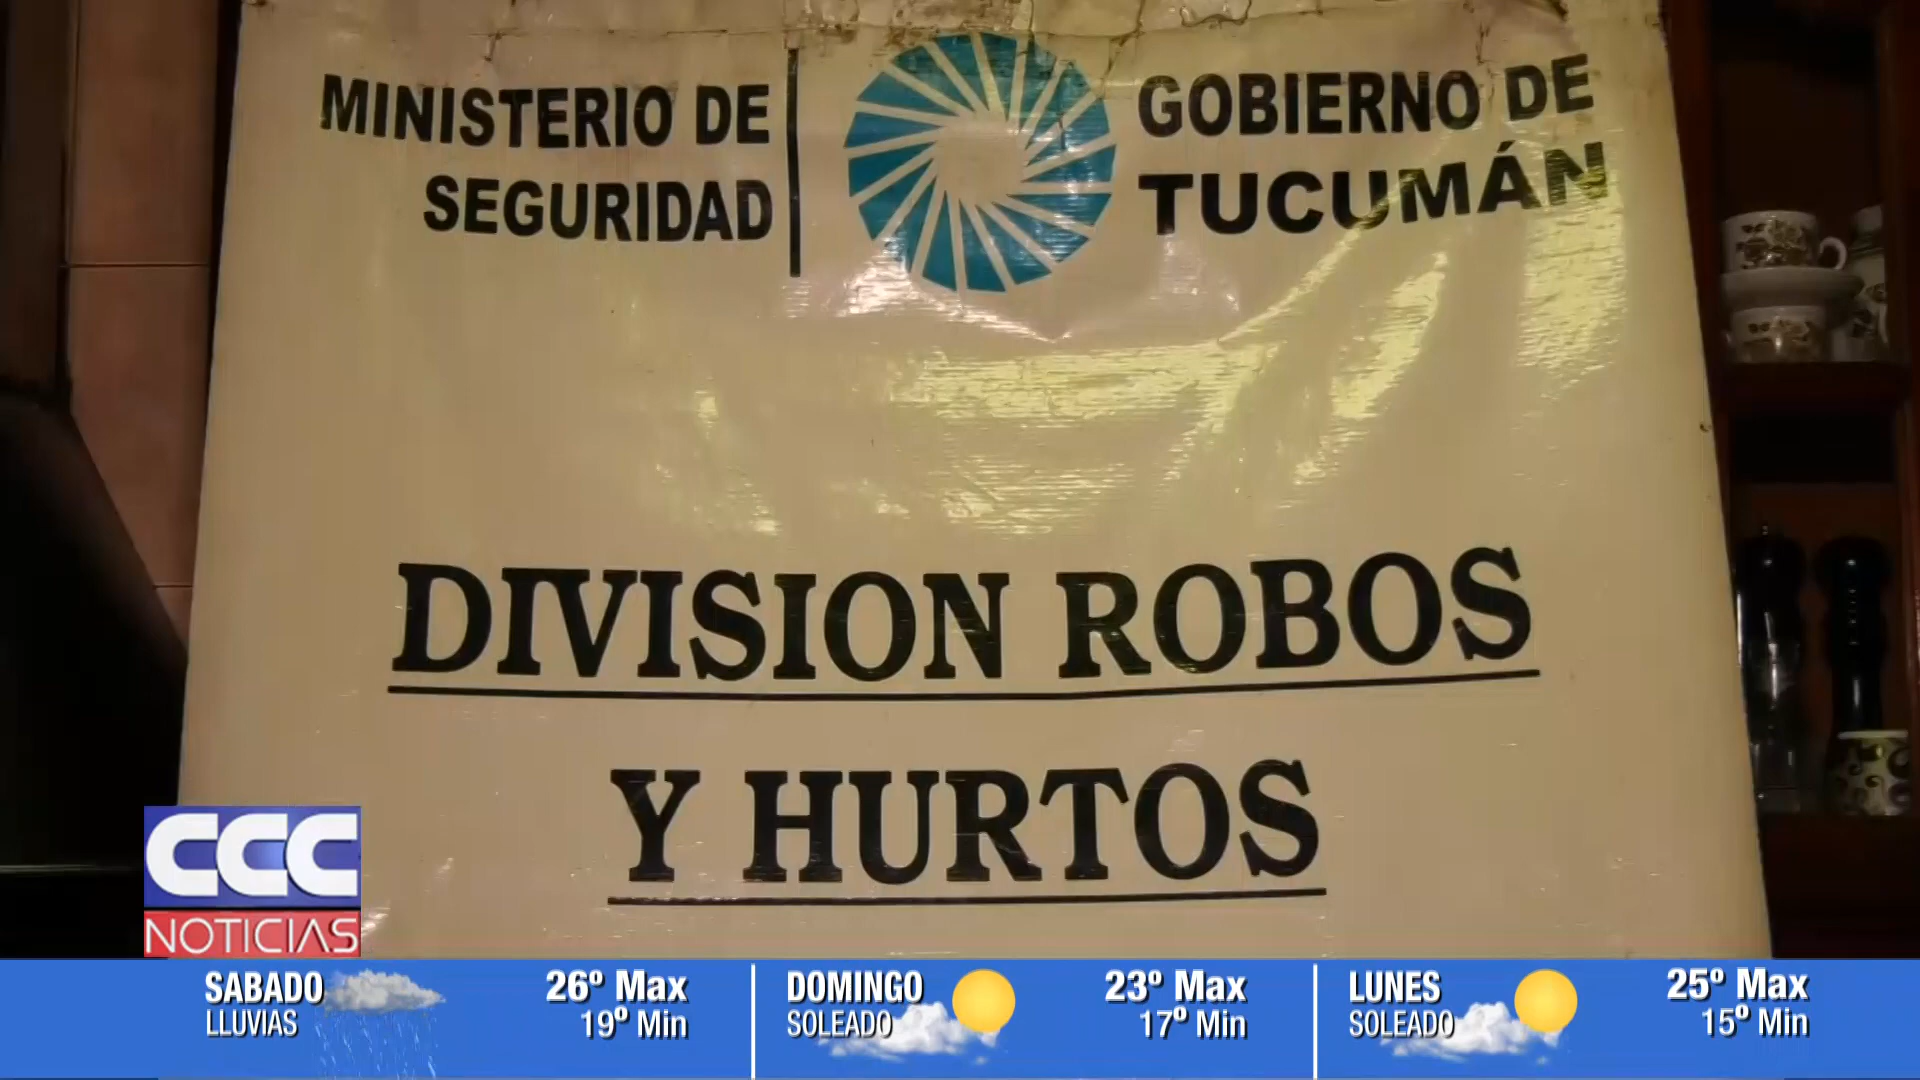 MINISTERIO DE
SEGURIDAD
GOBIERNO DE
TUCUMÁN
DIVISION ROBOS
Y HURTOS
CCC
NOTICIAS
SABADO
LLUVIAS
26º Max
19º Min
DOMINGO
SOLEADO
23º Max
17º Min
LUNES
SOLEADO
25º Max
15º Min